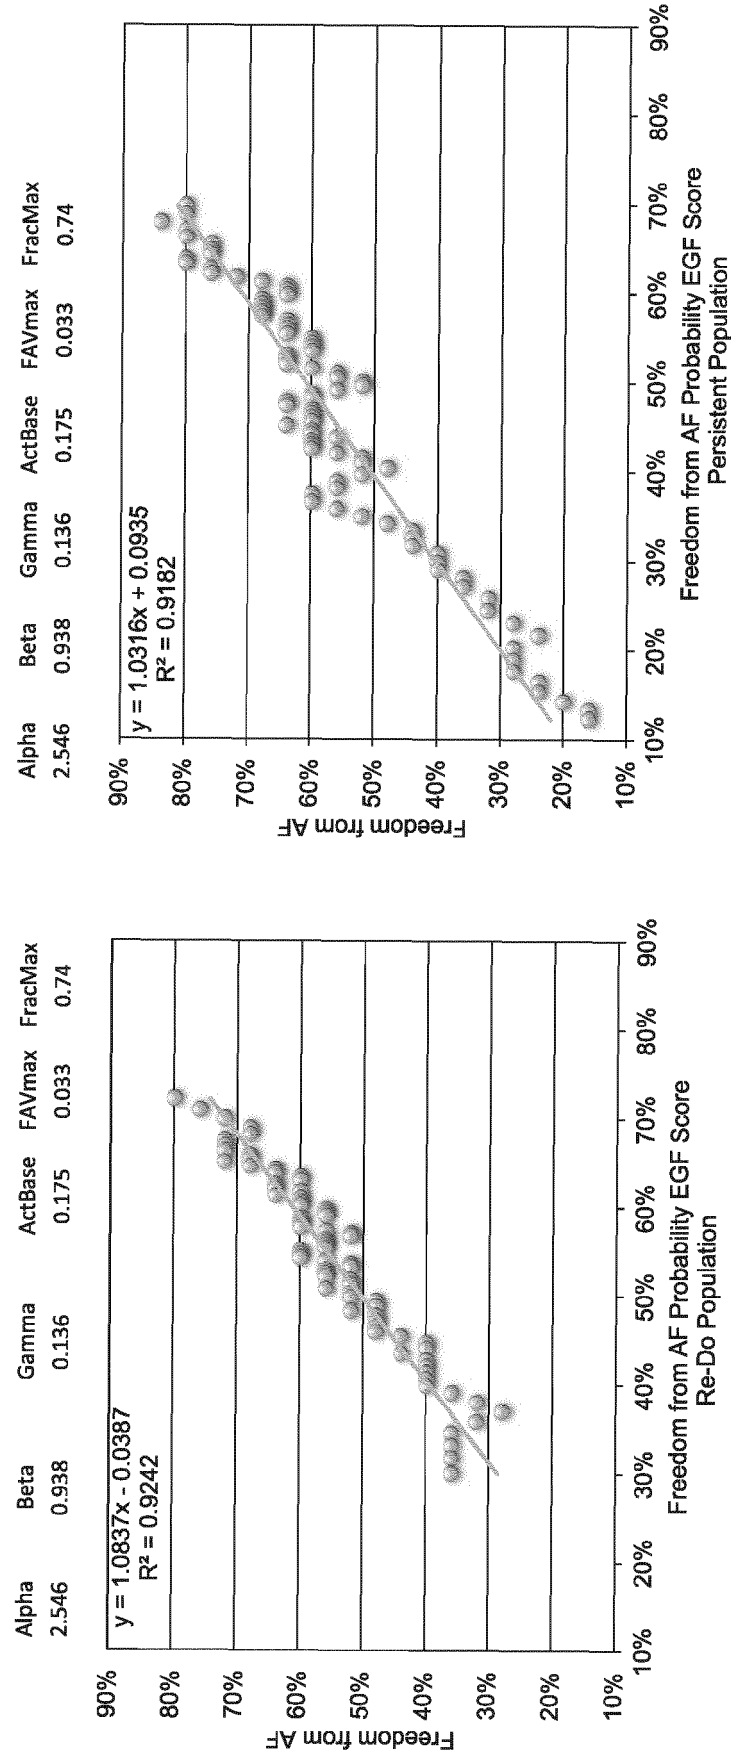 Alpha Beta Gamma ActBase FAVmax FracMax
2.546 0.938 0.136 0.175 0.033 0.74
y = 1.0837x - 0.0387
R² = 0.9242
90%
80%
70%
60%
50%
40%
30%
20%
10%
Freedom from AF
10% 20% 30% 40% 50% 60% 70% 80% 90%
Freedom from AF Probability EGF Score
Re-Do Population
Alpha Beta Gamma ActBase FAVmax FracMax
2.546 0.938 0.136 0.175 0.033 0.74
y = 1.0316x + 0.0935
R² = 0.9182
90%
80%
70%
60%
50%
40%
30%
20%
10%
Freedom from AF
10% 20% 30% 40% 50% 60% 70% 80% 90%
Freedom from AF Probability EGF Score
Persistent Population